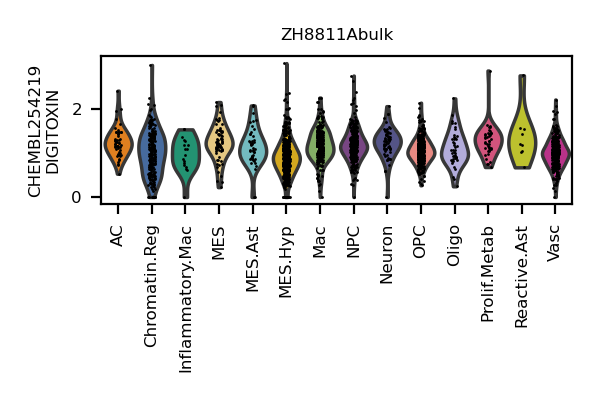 ZH8811Abulk
CHEMBL254219
DIGITOXIN
2
0
AC
Chromatin.Reg
Inflammatory.Mac
MES
MES.Ast
MES.Hyp
Mac
NPC
Neuron
OPC
Oligo
Prolif.Metab
Reactive.Ast
Vasc